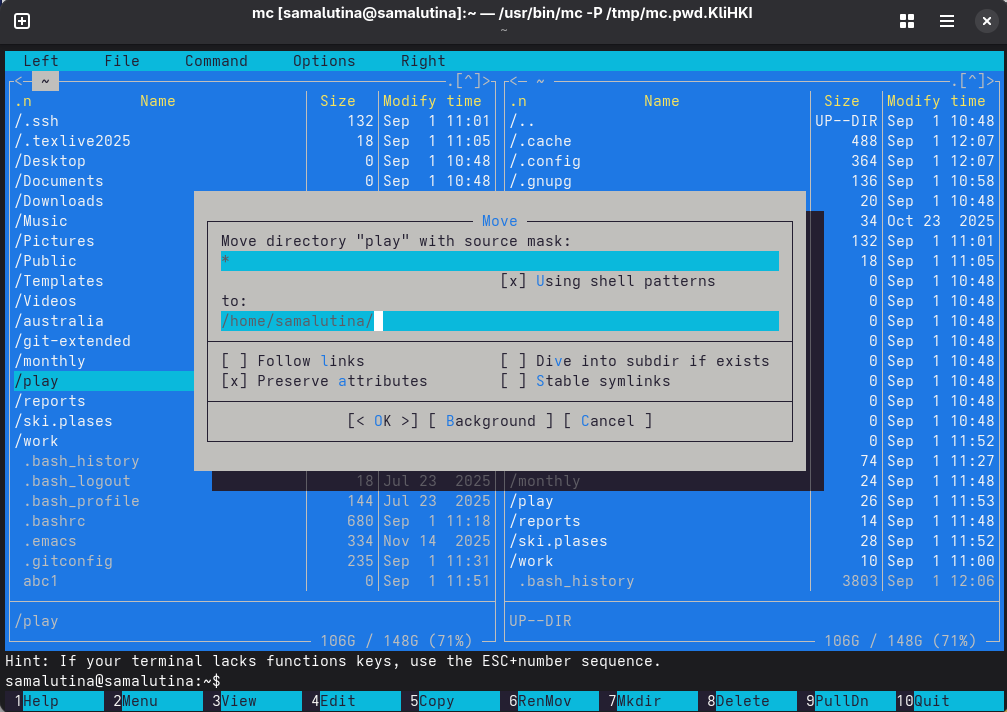 mc [samalutina@samalutina]:~ — /usr/bin/mc -P /tmp/mc.pwd.KliHKI
~
Left File Command Options Right
<─ ~ ─.[^]>
.n Name Size Modify time
/.ssh 132 Sep 1 11:01
/.texlive2025 18 Sep 1 11:05
/Desktop 0 Sep 1 10:48
/Documents 0 Sep 1 10:48
/Downloads
/Music
/Pictures
/Public
/Templates
/Videos
/australia
/git-extended
/monthly
/play
/reports
/ski.plases
/work
.bash_history
.bash_logout 18 Jul 23 2025
.bash_profile 144 Jul 23 2025
.bashrc 680 Sep 1 11:18
.emacs 334 Nov 14 2025
.gitconfig 235 Sep 1 11:31
abc1 0 Sep 1 11:51
/play
106G / 148G (71%)
<─ ~ ─.[^]>
.n Name Size Modify time
/.. UP--DIR Sep 1 10:48
/.cache 488 Sep 1 12:07
/.config 364 Sep 1 12:07
/.gnupg 136 Sep 1 10:58
20 Sep 1 10:48
34 Oct 23 2025
132 Sep 1 11:01
18 Sep 1 11:05
0 Sep 1 10:48
0 Sep 1 10:48
0 Sep 1 10:48
0 Sep 1 10:48
0 Sep 1 10:48
0 Sep 1 10:48
0 Sep 1 10:48
0 Sep 1 10:48
0 Sep 1 11:52
74 Sep 1 11:27
/monthly 24 Sep 1 11:48
/play 26 Sep 1 11:53
/reports 14 Sep 1 11:48
/ski.plases 28 Sep 1 11:52
/work 10 Sep 1 11:00
.bash_history 3803 Sep 1 12:06
UP--DIR
106G / 148G (71%)
Move
Move directory "play" with source mask:
*
[x] Using shell patterns
to:
/home/samalutina/
[ ] Follow links [ ] Dive into subdir if exists
[x] Preserve attributes [ ] Stable symlinks
[< OK >] [ Background ] [ Cancel ]
Hint: If your terminal lacks functions keys, use the ESC+number sequence.
samalutina@samalutina:~$
1Help 2Menu 3View 4Edit 5Copy 6RenMov 7Mkdir 8Delete 9PullDn 10Quit